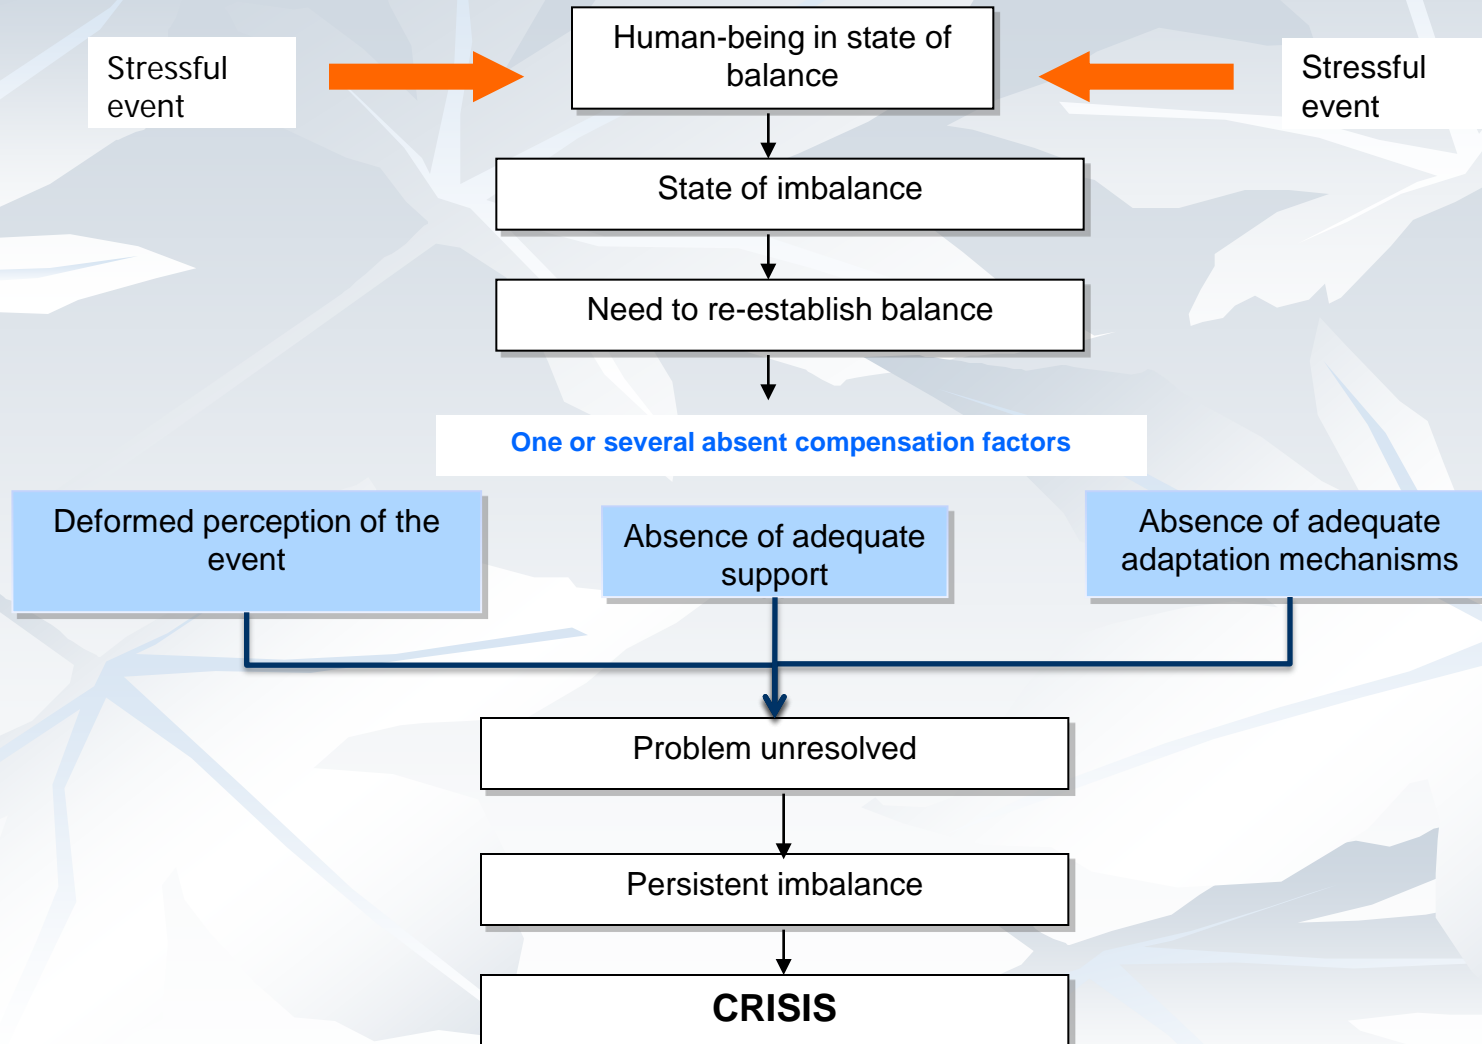 Human-being in state of
balance
Stressful
event
Stressful
event
State of imbalance
Need to re-establish balance
One or several absent compensation factors
Deformed perception of the
event
Absence of adequate
support
Absence of adequate
adaptation mechanisms
Problem unresolved
Persistent imbalance
CRISIS